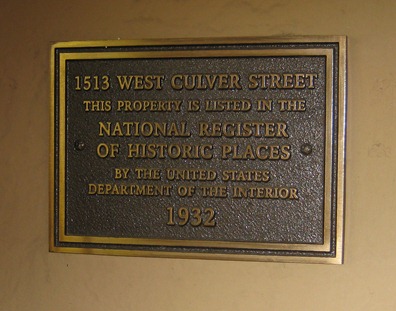 1513 WEST CULVER STREET
THIS PROPERTY IS LISTED IN THE
NATIONAL REGISTER
OF HISTORIC PLACES
BY THE UNITED STATES
DEPARTMENT OF THE INTERIOR
1932